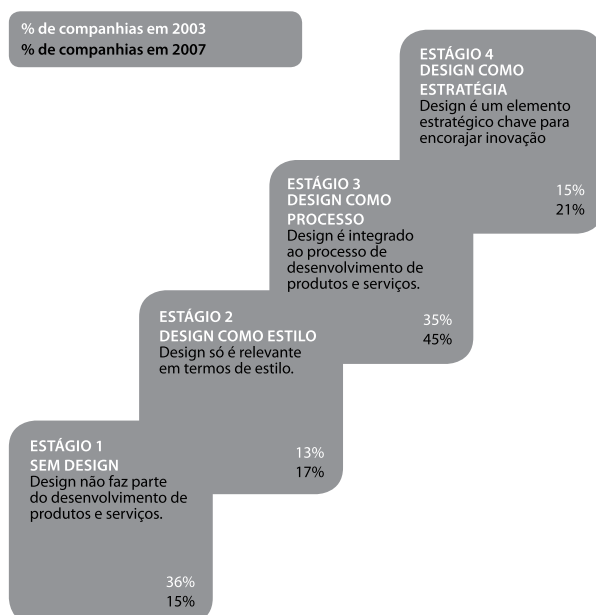 % de companhias em 2003
% de companhias em 2007
ESTÁGIO 4
DESIGN COMO
ESTRATÉGIA
Design é um elemento
estratégico chave para
encorajar inovação
15%
21%
ESTÁGIO 3
DESIGN COMO
PROCESSO
Design é integrado
ao processo de
desenvolvimento de
produtos e serviços.
35%
45%
ESTÁGIO 2
DESIGN COMO ESTILO
Design só é relevante
em termos de estilo.
13%
17%
ESTÁGIO 1
SEM DESIGN
Design não faz parte
do desenvolvimento de
produtos e serviços.
36%
15%